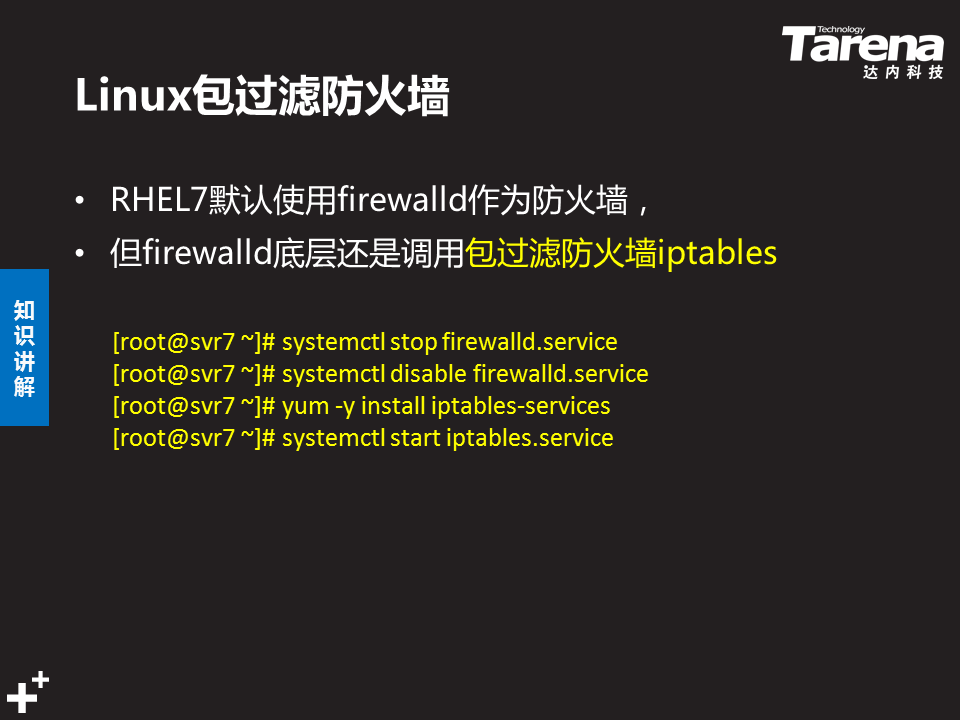 Technology
Tarena
达内科技
Linux包过滤防火墙
• RHEL7默认使用firewalld作为防火墙，
• 但firewalld底层还是调用包过滤防火墙iptables
知识讲解
[root@svr7 ~]# systemctl stop firewalld.service
[root@svr7 ~]# systemctl disable firewalld.service
[root@svr7 ~]# yum -y install iptables-services
[root@svr7 ~]# systemctl start iptables.service